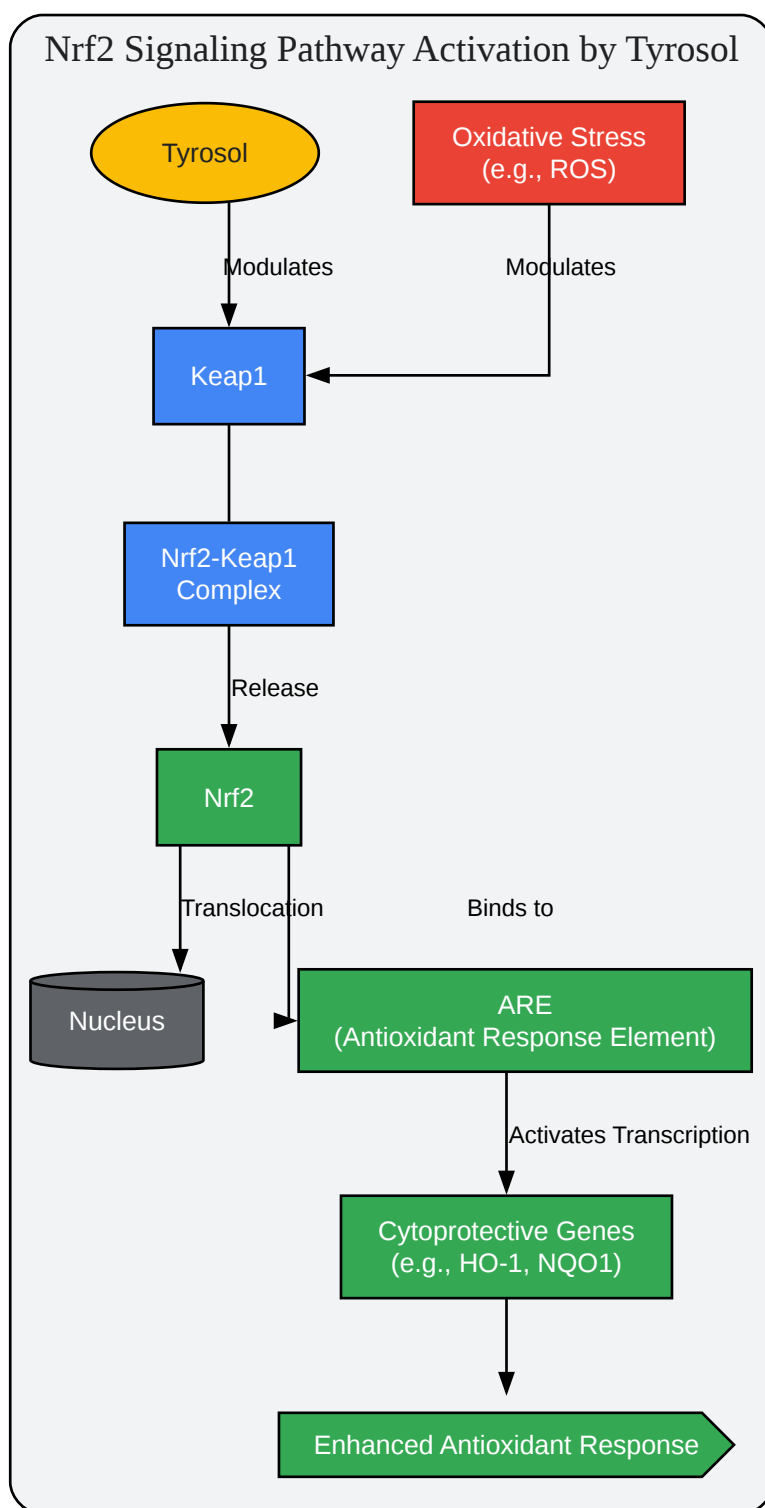 Nrf2 Signaling Pathway Activation by Tyrosol
Tyrosol
Oxidative Stress
(e.g., ROS)
Modulates
Modulates
Keap1
Nrf2-Keap1
Complex
Release
Nrf2
Translocation
Binds to
Nucleus
ARE
(Antioxidant Response Element)
Activates Transcription
Cytoprotective Genes
(e.g., HO-1, NQO1)
Enhanced Antioxidant Response